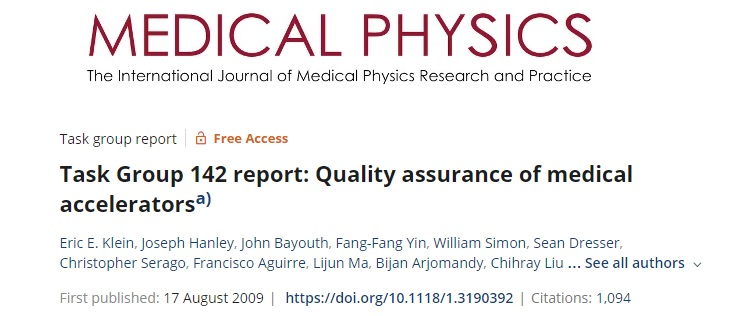 MEDICAL PHYSICS
The International Journal of Medical Physics Research and Practice
Task group report | Free Access
Task Group 142 report: Quality assurance of medical
acceleratorsa)
Eric E. Klein, Joseph Hanley, John Bayouth, Fang-Fang Yin, William Simon, Sean Dresser,
Christopher Serago, Francisco Aguirre, Lijun Ma, Bijan Arjomandy, Chihray Liu ... See all authors
First published: 17 August 2009 | https://doi.org/10.1118/1.3190392 | Citations: 1,094